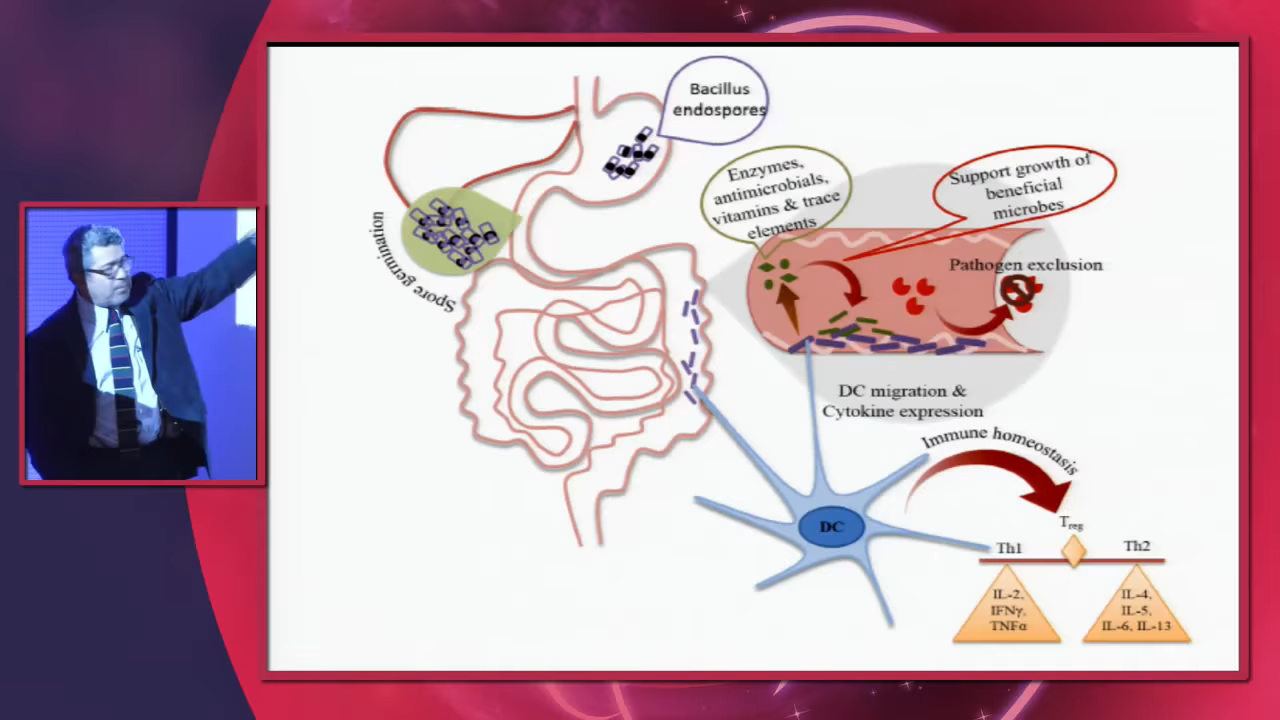 Bacillus
endospores
Enzymes,
antimicrobials,
vitamins & trace
elements
Support growth of
beneficial
microbes
Spore germination
Pathogen exclusion
DC migration &
Cytokine expression
Immune homeostasis
DC
Treg
Th1
Th2
IL-2,
IFNγ,
TNFα
IL-4,
IL-5,
IL-6, IL-13